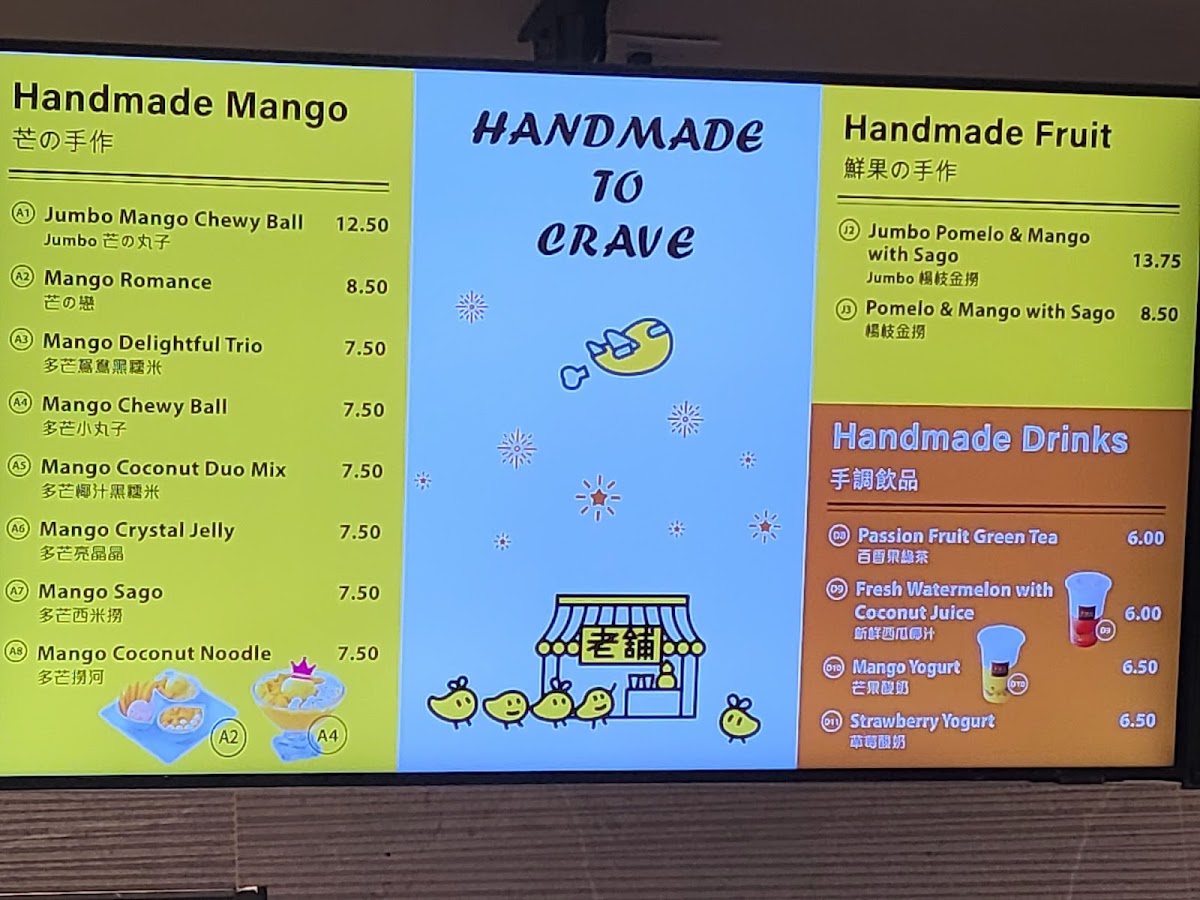 Handmade Mango
芒の手作
A1 Jumbo Mango Chewy Ball 12.50
Jumbo 芒の丸子
A2 Mango Romance 8.50
芒の戀
A3 Mango Delightful Trio 7.50
多芒鴛鴦黑糯米
A4 Mango Chewy Ball 7.50
多芒小丸子
A5 Mango Coconut Duo Mix 7.50
多芒椰汁黑糯米
A6 Mango Crystal Jelly 7.50
多芒亮晶晶
A7 Mango Sago 7.50
多芒西米撈
A8 Mango Coconut Noodle 7.50
多芒撈河
A2
A4
HANDMADE
TO
CRAVE
老舖
Handmade Fruit
鮮果の手作
J2 Jumbo Pomelo & Mango
with Sago 13.75
Jumbo 楊枝金撈
J3 Pomelo & Mango with Sago 8.50
楊枝金撈
Handmade Drinks
手調飲品
D8 Passion Fruit Green Tea 6.00
百香果綠茶
D9 Fresh Watermelon with
Coconut Juice 6.00
新鮮西瓜椰汁
D9
D10 Mango Yogurt 6.50
芒果酸奶
D10
D11 Strawberry Yogurt 6.50
草莓酸奶